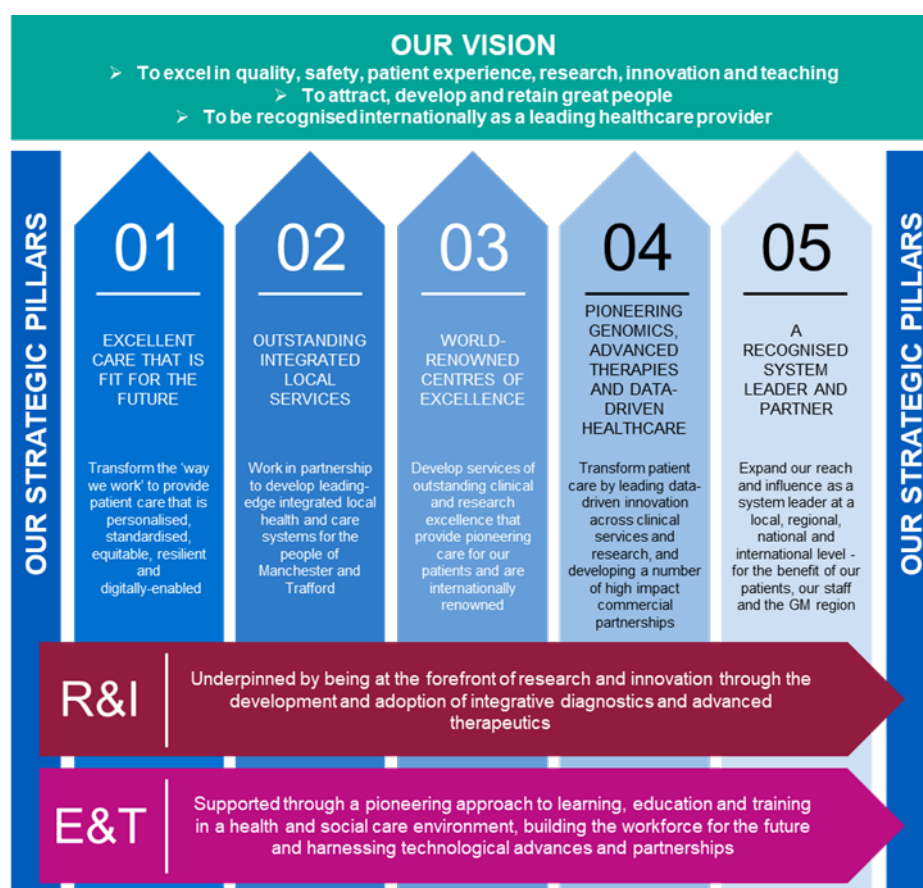 OUR VISION
➢ To excel in quality, safety, patient experience, research, innovation and teaching
➢ To attract, develop and retain great people
➢ To be recognised internationally as a leading healthcare provider
OUR STRATEGIC PILLARS
01
EXCELLENT
CARE THAT IS
FIT FOR THE
FUTURE
Transform the ‘way
we work’ to provide
patient care that is
personalised,
standardised,
equitable, resilient
and
digitally-enabled
02
OUTSTANDING
INTEGRATED
LOCAL
SERVICES
Work in partnership
to develop leading-
edge integrated local
health and care
systems for the
people of
Manchester and
Trafford
03
WORLD-
RENOWNED
CENTRES OF
EXCELLENCE
Develop services of
outstanding clinical
and research
excellence that
provide pioneering
care for our
patients and are
internationally
renowned
04
PIONEERING
GENOMICS,
ADVANCED
THERAPIES
AND DATA-
DRIVEN
HEALTHCARE
Transform patient
care by leading data-
driven innovation
across clinical
services and
research, and
developing a number
of high impact
commercial
partnerships
05
A
RECOGNISED
SYSTEM
LEADER AND
PARTNER
Expand our reach
and influence as a
system leader at a
local, regional,
national and
international level -
for the benefit of our
patients, our staff
and the GM region
OUR STRATEGIC PILLARS
R&I
Underpinned by being at the forefront of research and innovation through the
development and adoption of integrative diagnostics and advanced
therapeutics
E&T
Supported through a pioneering approach to learning, education and training
in a health and social care environment, building the workforce for the future
and harnessing technological advances and partnerships